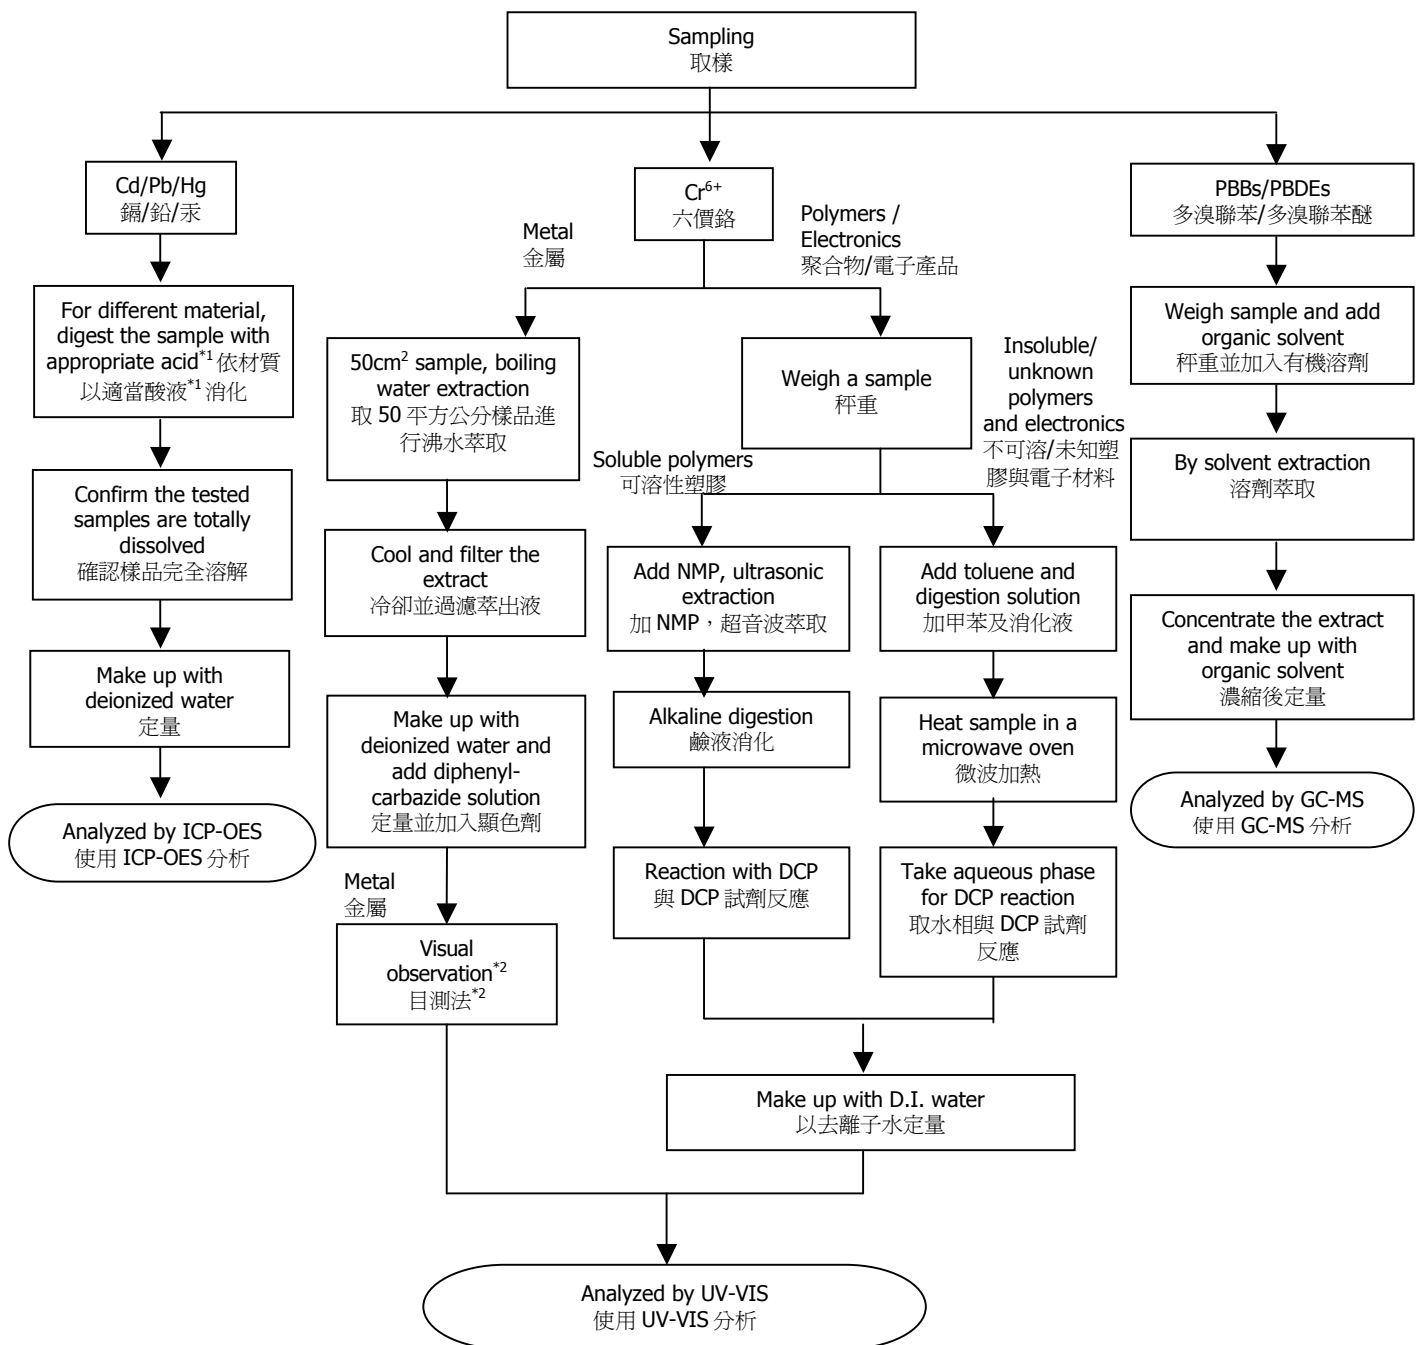 Sampling
取樣
Cd/Pb/Hg
鎘/鉛/汞
For different material,
digest the sample with
appropriate acid*1 依材質
以適當酸液*1 消化
Confirm the tested
samples are totally
dissolved
確認樣品完全溶解
Make up with
deionized water
定量
Analyzed by ICP-OES
使用 ICP-OES 分析
Cr6+
六價鉻
Metal
金屬
Polymers /
Electronics
聚合物/電子產品
50cm2 sample, boiling
water extraction
取 50 平方公分樣品進
行沸水萃取
Cool and filter the
extract
冷卻並過濾萃出液
Make up with
deionized water and
add diphenyl-
carbazide solution
定量並加入顯色劑
Metal
金屬
Visual
observation*2
目測法*2
Weigh a sample
秤重
Soluble polymers
可溶性塑膠
Insoluble/
unknown
polymers
and electronics
不可溶/未知塑
膠與電子材料
Add NMP, ultrasonic
extraction
加 NMP，超音波萃取
Alkaline digestion
鹼液消化
Reaction with DCP
與 DCP 試劑反應
Add toluene and
digestion solution
加甲苯及消化液
Heat sample in a
microwave oven
微波加熱
Take aqueous phase
for DCP reaction
取水相與 DCP 試劑
反應
Make up with D.I. water
以去離子水定量
Analyzed by UV-VIS
使用 UV-VIS 分析
PBBs/PBDEs
多溴聯苯/多溴聯苯醚
Weigh sample and add
organic solvent
秤重並加入有機溶劑
By solvent extraction
溶劑萃取
Concentrate the extract
and make up with
organic solvent
濃縮後定量
Analyzed by GC-MS
使用 GC-MS 分析